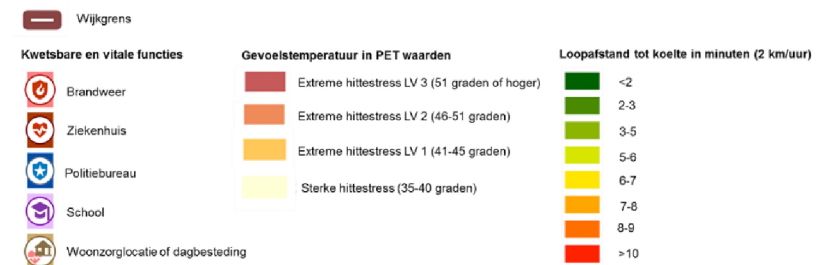 Wijkgrens
Kwetsbare en vitale functies
Brandweer
Ziekenhuis
Politiebureau
School
Woonzorglocatie of dagbesteding
Gevoelstemperatuur in PET waarden
Extreme hittestress LV 3 (51 graden of hoger)
Extreme hittestress LV 2 (46-51 graden)
Extreme hittestress LV 1 (41-45 graden)
Sterke hittestress (35-40 graden)
Loopafstand tot koelte in minuten (2 km/uur)
<2
2-3
3-5
5-6
6-7
7-8
8-9
>10